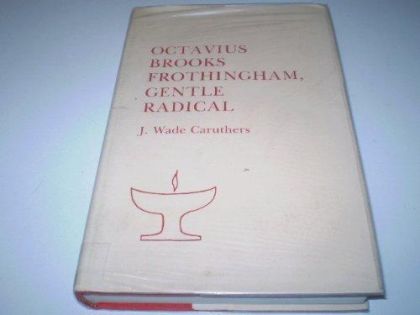 OCTAVIUS
BROOKS
FROTHINGHAM,
GENTLE
RADICAL
J. Wade Caruthers